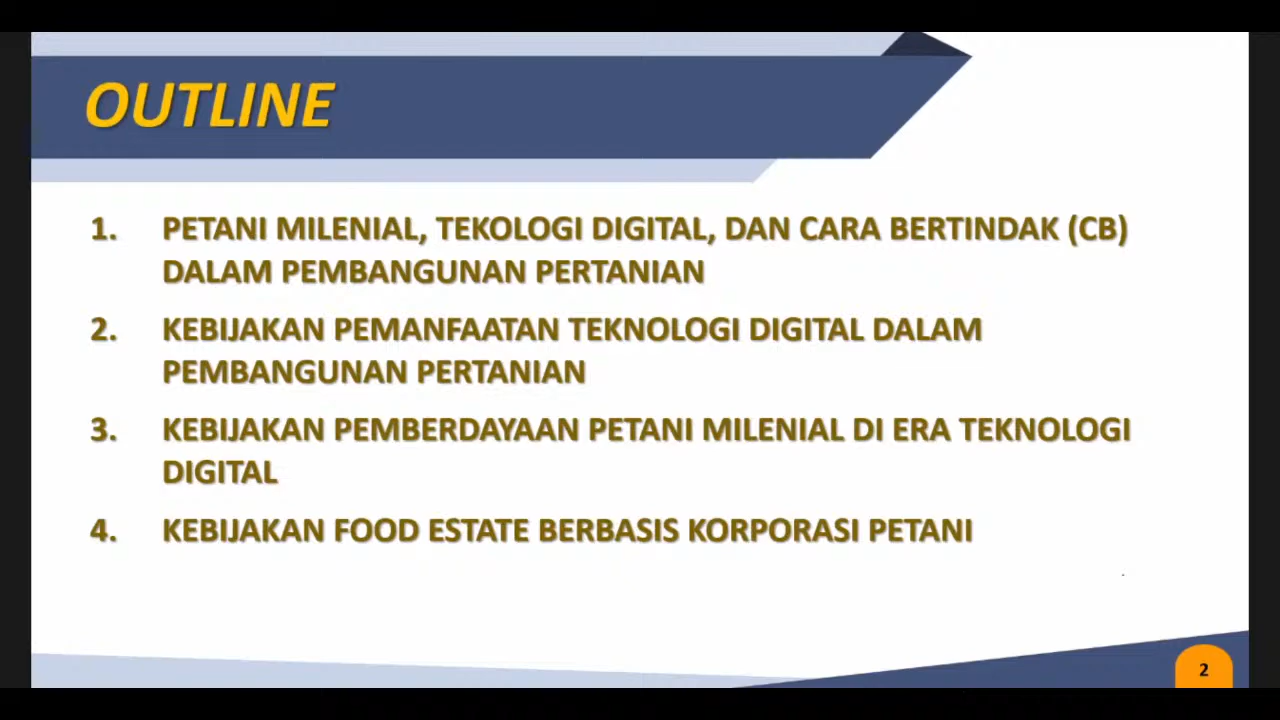 OUTLINE
1. PETANI MILENIAL, TEKOLOGI DIGITAL, DAN CARA BERTINDAK (CB)
DALAM PEMBANGUNAN PERTANIAN
2. KEBIJAKAN PEMANFAATAN TEKNOLOGI DIGITAL DALAM
PEMBANGUNAN PERTANIAN
3. KEBIJAKAN PEMBERDAYAAN PETANI MILENIAL DI ERA TEKNOLOGI
DIGITAL
4. KEBIJAKAN FOOD ESTATE BERBASIS KORPORASI PETANI
2